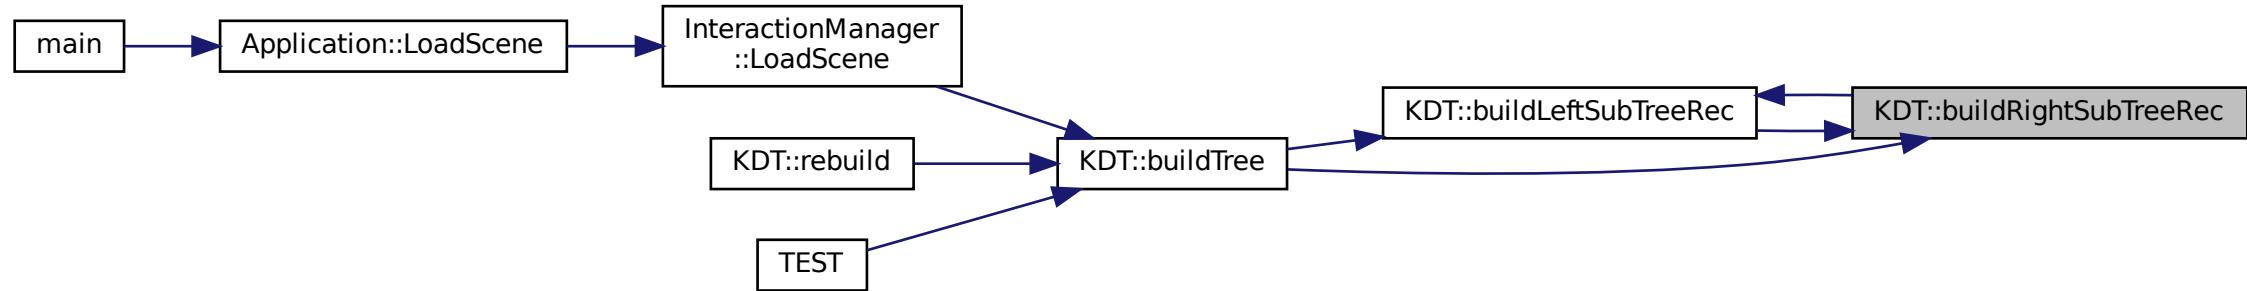 main
Application::LoadScene
InteractionManager
::LoadScene
KDT::rebuild
TEST
KDT::buildTree
KDT::buildLeftSubTreeRec
KDT::buildRightSubTreeRec